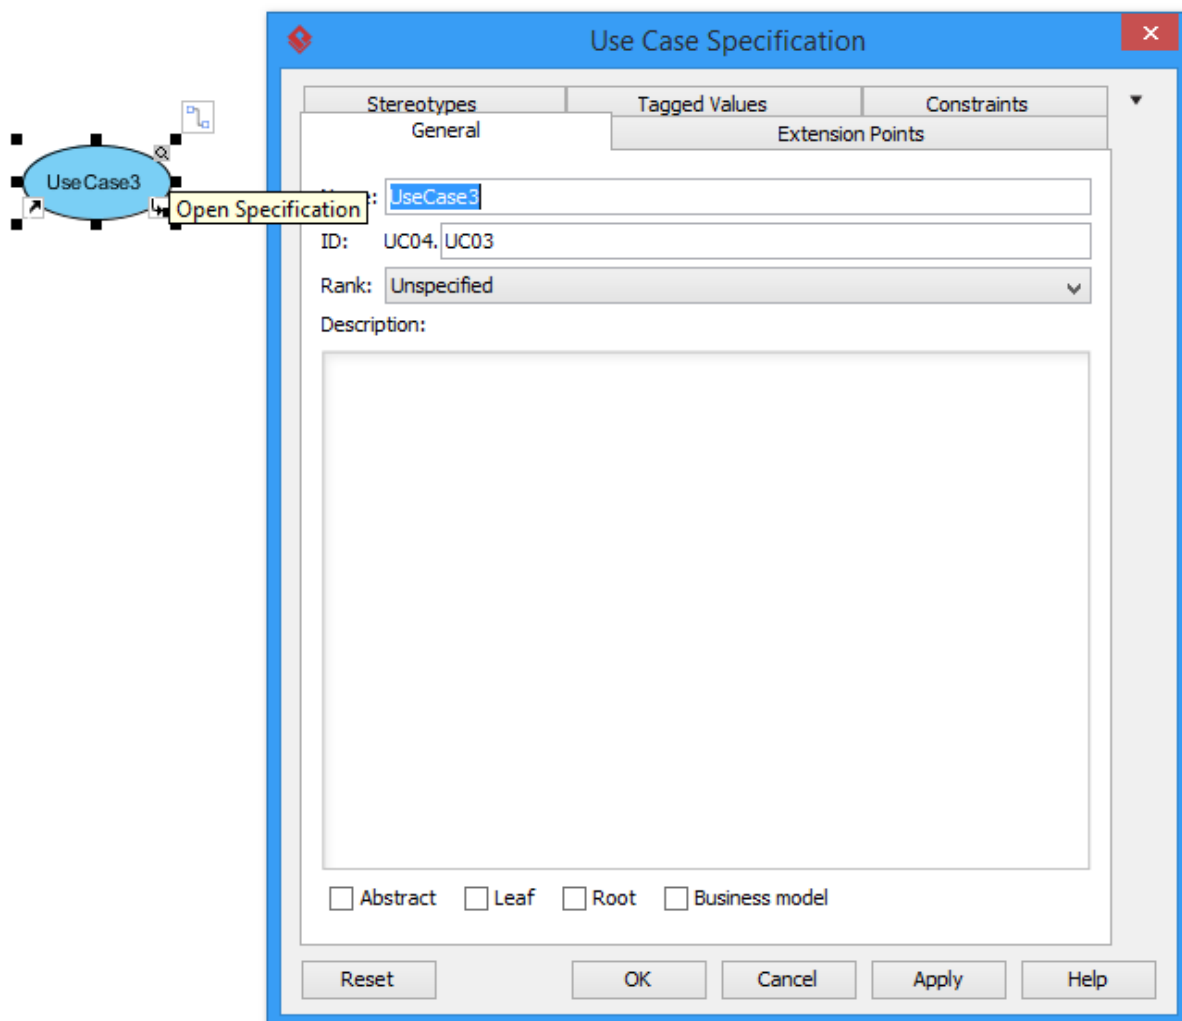 Use Case Specification
Stereotypes Tagged Values Constraints
General Extension Points
UseCase3
Open Specification
UseCase3
ID: UC04. UC03
Rank: Unspecified
Description:
Abstract Leaf Root Business model
Reset OK Cancel Apply Help